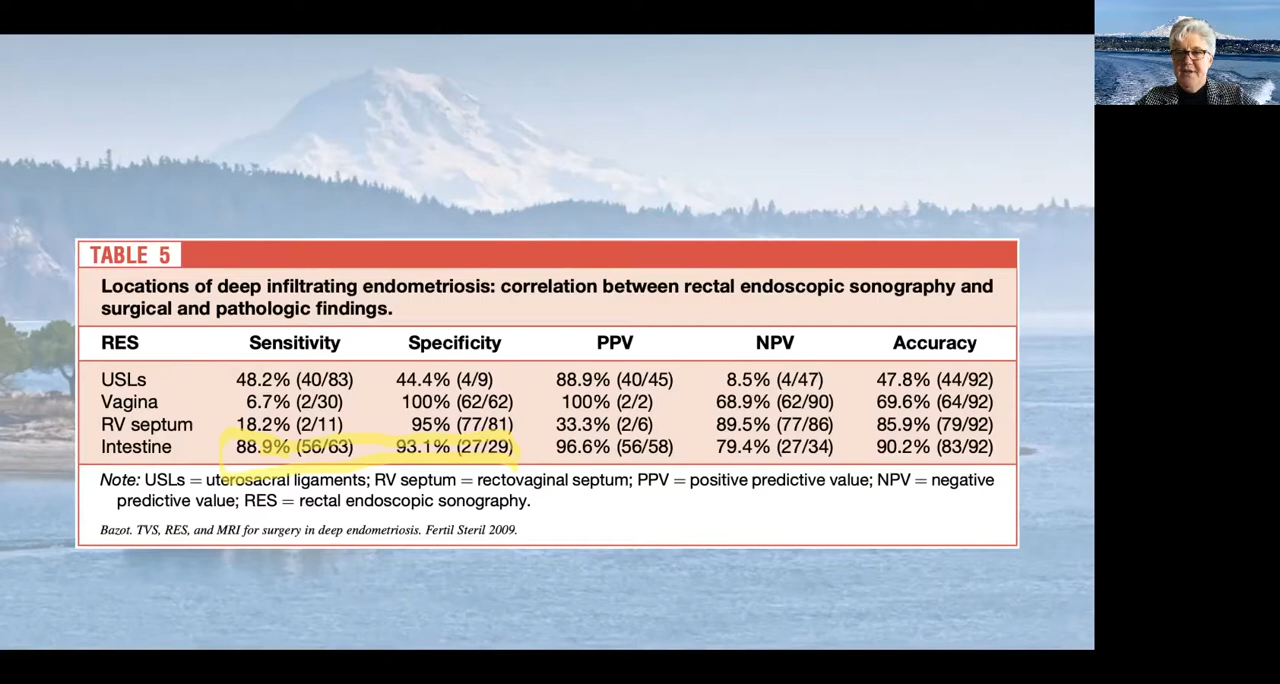 TABLE 5
Locations of deep infiltrating endometriosis: correlation between rectal endoscopic sonography and
surgical and pathologic findings.
RES Sensitivity Specificity PPV NPV Accuracy
USLs 48.2% (40/83) 44.4% (4/9) 88.9% (40/45) 8.5% (4/47) 47.8% (44/92)
Vagina 6.7% (2/30) 100% (62/62) 100% (2/2) 68.9% (62/90) 69.6% (64/92)
RV septum 18.2% (2/11) 95% (77/81) 33.3% (2/6) 89.5% (77/86) 85.9% (79/92)
Intestine 88.9% (56/63) 93.1% (27/29) 96.6% (56/58) 79.4% (27/34) 90.2% (83/92)
Note: USLs = uterosacral ligaments; RV septum = rectovaginal septum; PPV = positive predictive value; NPV = negative
predictive value; RES = rectal endoscopic sonography.
Bazot. TVS, RES, and MRI for surgery in deep endometriosis. Fertil Steril 2009.